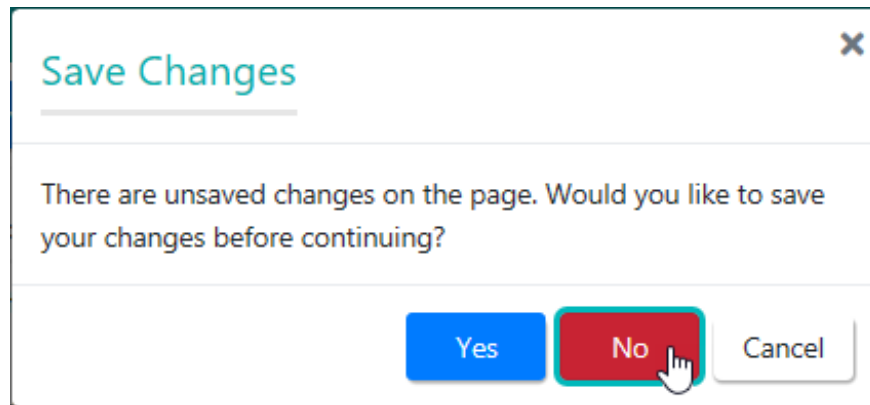 Save Changes
There are unsaved changes on the page. Would you like to save
your changes before continuing?
Yes
No
Cancel